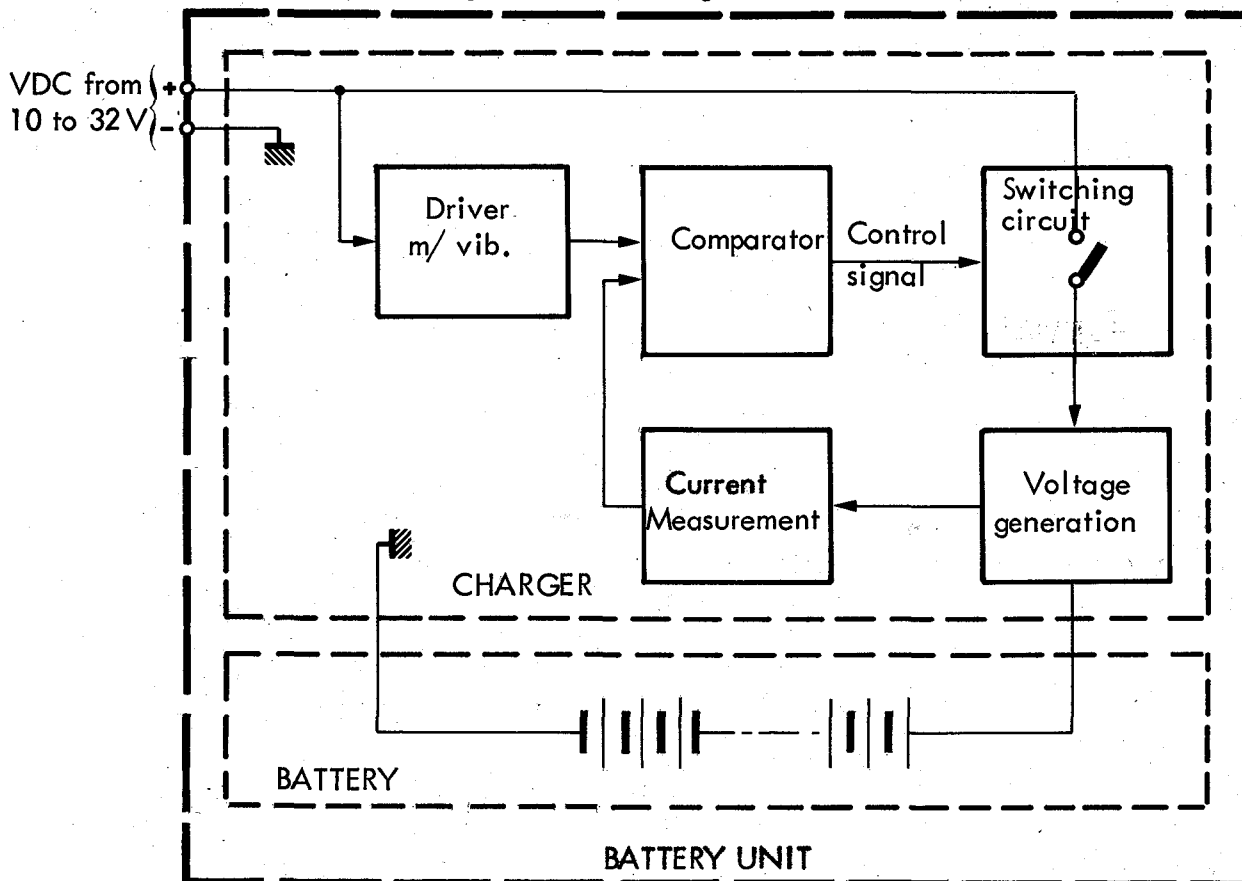 VDC from
10 to 32 V
+
-
Driver
m/ vib.
Comparator
Control
signal
Switching
circuit
Current
Measurement
Voltage
generation
CHARGER
BATTERY
BATTERY UNIT